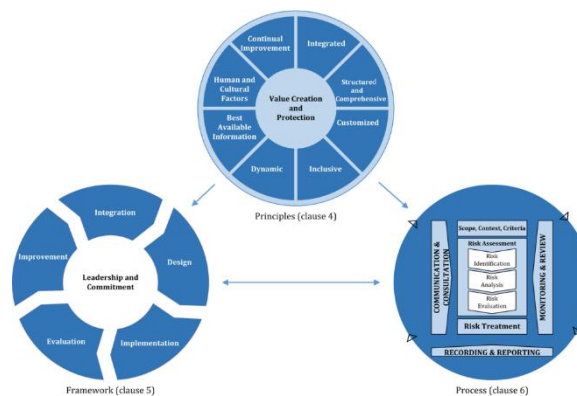 Continual
Improvement
Integrated
Human and
Cultural
Factors
Structured
and
Comprehensive
Value Creation
and
Protection
Best
Available
Information
Customized
Dynamic
Inclusive
Principles (clause 4)
Integration
Improvement
Design
Leadership and
Commitment
Evaluation
Implementation
Framework (clause 5)
Scope, Context, Criteria
Risk Assessment
Risk
Identification
Risk
Analysis
Risk
Evaluation
Risk Treatment
COMMUNICATION &
CONSULTATION
MONITORING & REVIEW
RECORDING & REPORTING
Process (clause 6)